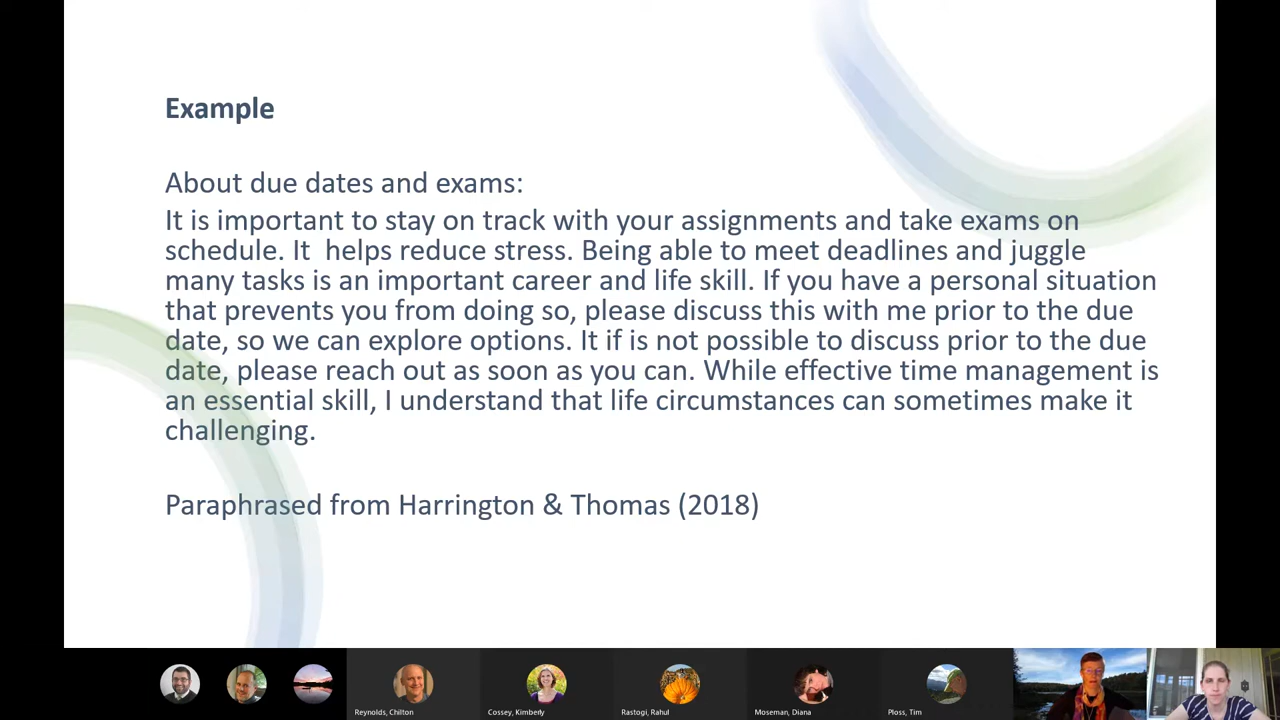 Example
About due dates and exams:
It is important to stay on track with your assignments and take exams on
schedule. It  helps reduce stress. Being able to meet deadlines and juggle
many tasks is an important career and life skill. If you have a personal situation
that prevents you from doing so, please discuss this with me prior to the due
date, so we can explore options. It if is not possible to discuss prior to the due
date, please reach out as soon as you can. While effective time management is
an essential skill, I understand that life circumstances can sometimes make it
challenging.
Paraphrased from Harrington & Thomas (2018)
Reynolds, Chilton
Cossey, Kimberly
Rastogi, Rahul
Moseman, Diana
Ploss, Tim